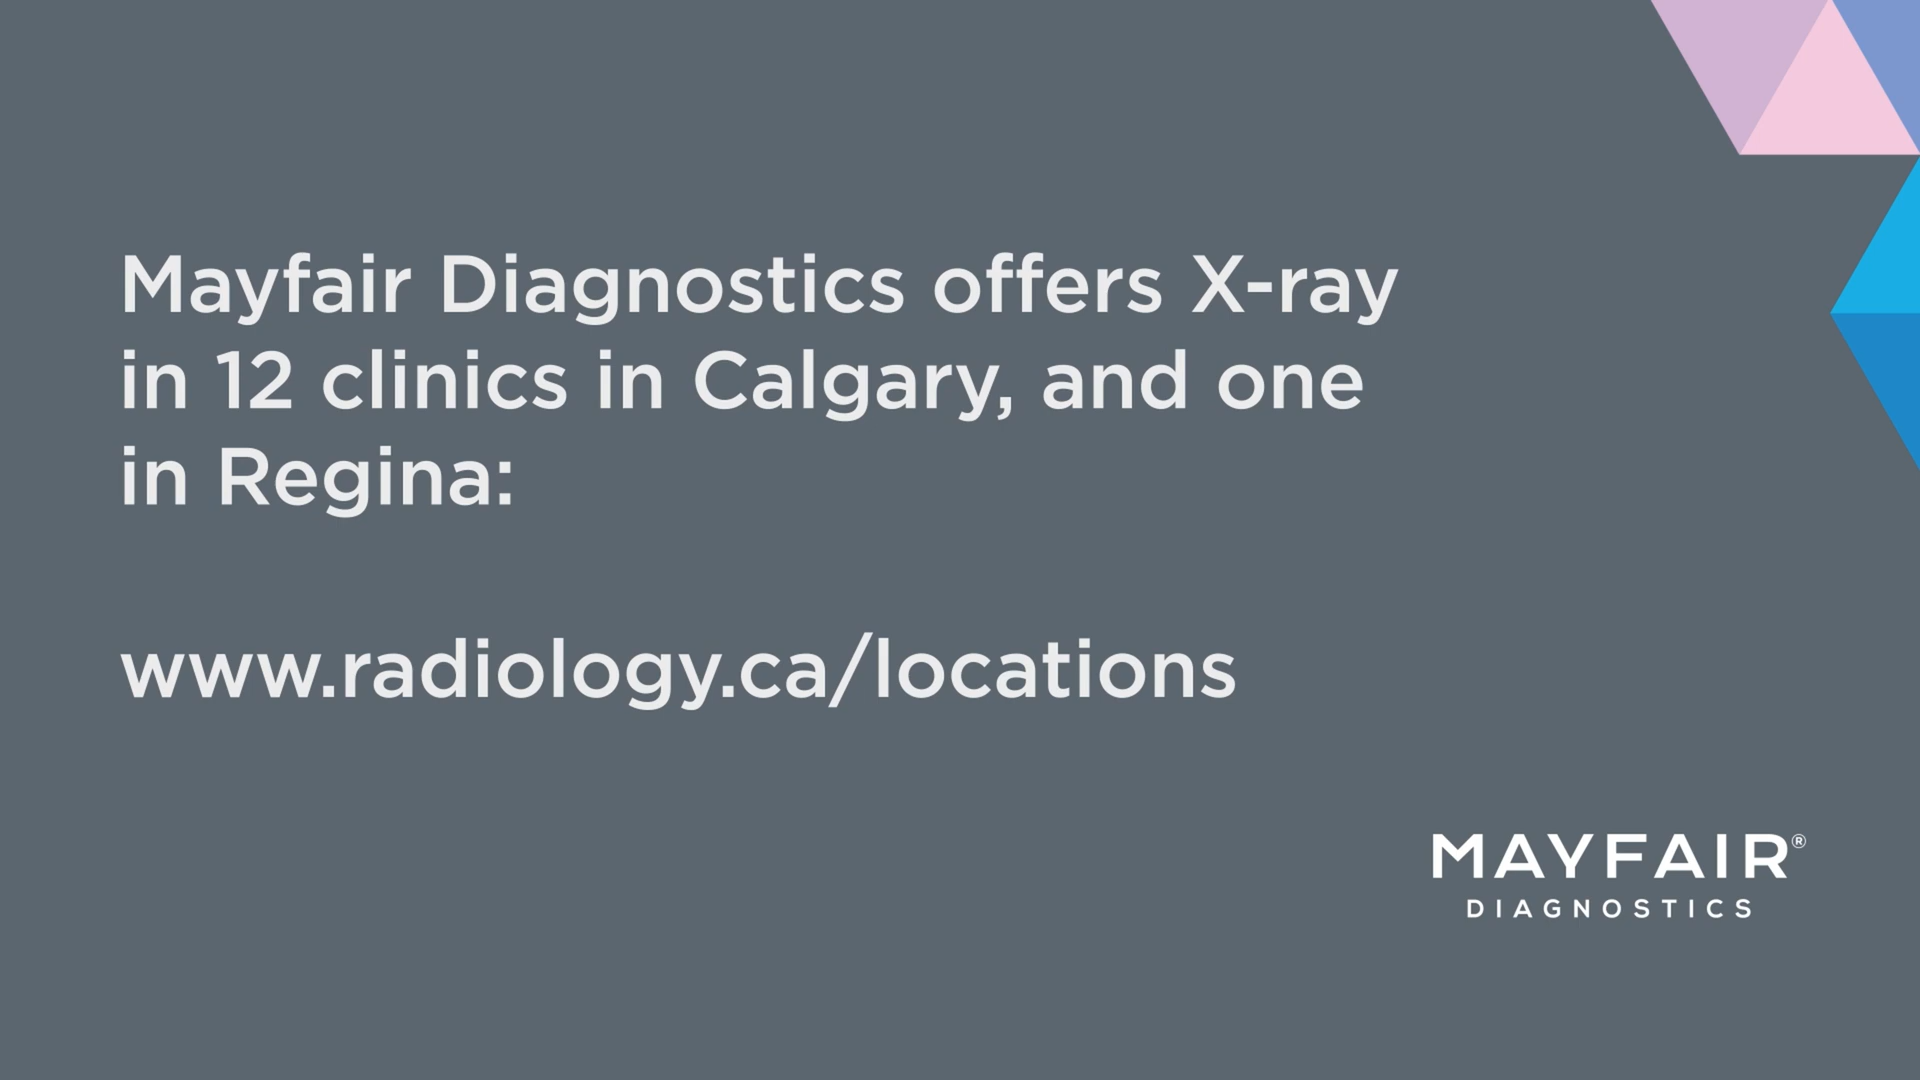 Mayfair Diagnostics offers X-ray
in 12 clinics in Calgary, and one
in Regina:
www.radiology.ca/locations
MAYFAIR®
DIAGNOSTICS